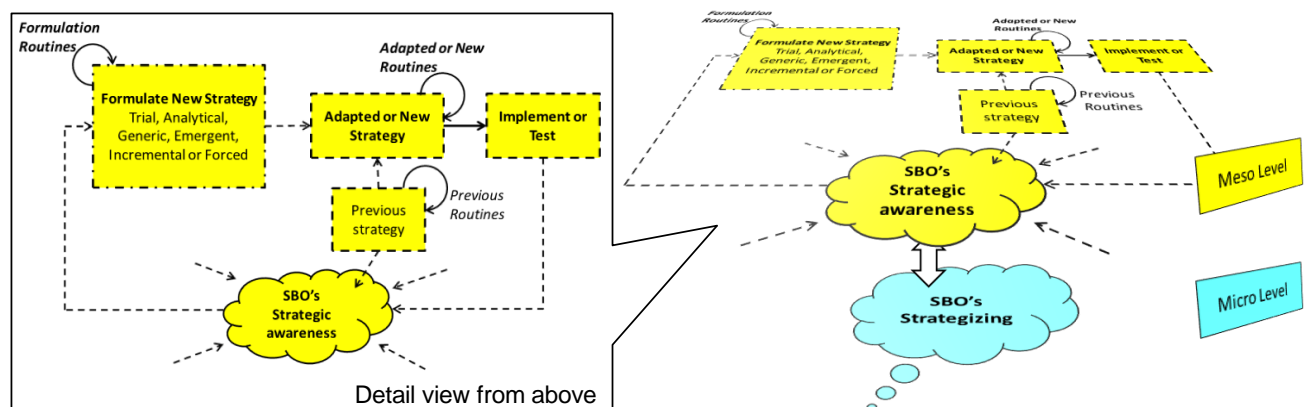 Formulation
Routines
Formulate New Strategy
Trial, Analytical,
Generic, Emergent,
Incremental or Forced
Adapted or New
Routines
Adapted or New
Strategy
Implement or
Test
Previous
Routines
Previous
strategy
SBO's
Strategic
awareness
Detail view from above
Formulation
Routines
Formulate New Strategy
Trial, Analytical,
Generic, Emergent,
Incremental or Forced
Adapted or New
Routines
Adapted or New
Strategy
Implement or
Test
Previous
Routines
Previous
strategy
SBO's
Strategic
awareness
Meso Level
SBO's
Strategizing
Micro Level